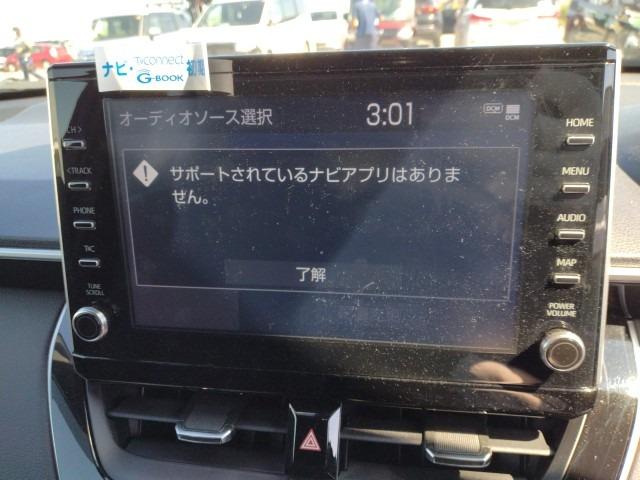 ナビ・
T-Connect
G-BOOK
オーディオソース選択
3:01
DCM
DCM
サポートされているナビアプリはありま
せん。
了解
CH >
< TRACK
PHONE
T<C
TUNE
SCROLL
HOME
MENU
AUDIO
MAP
POWER
VOLUME